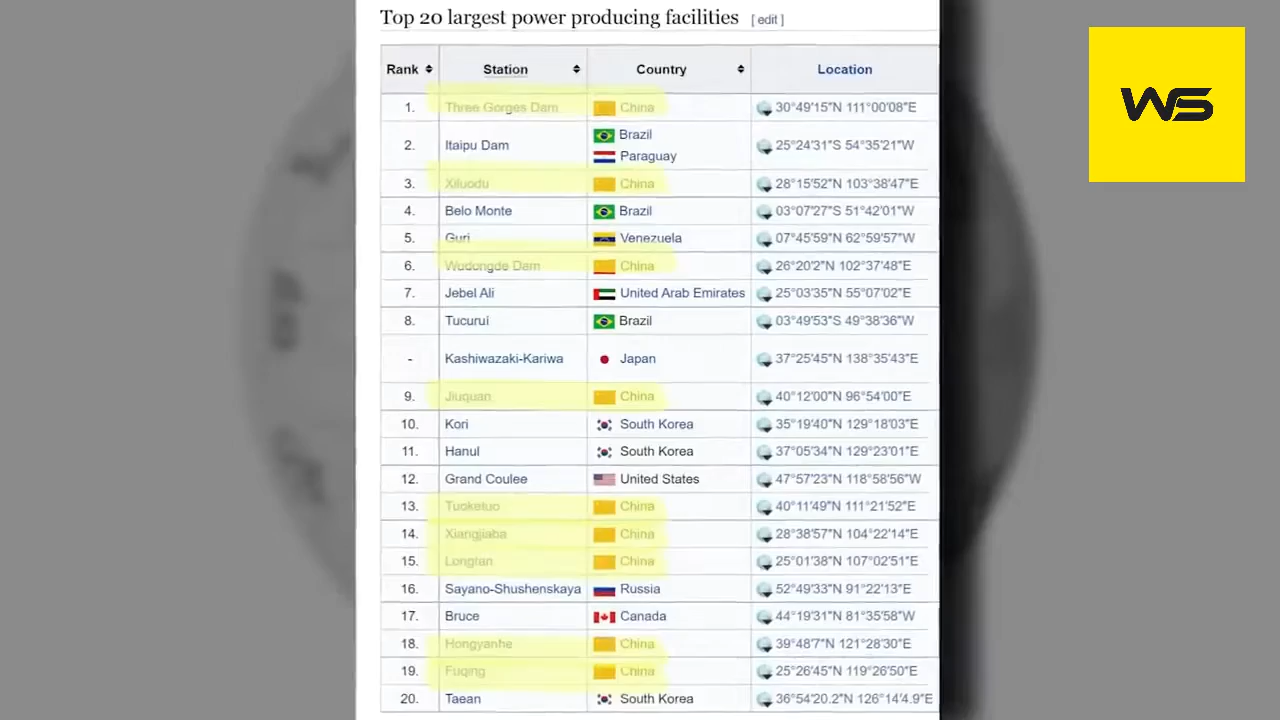 Top 20 largest power producing facilities [ edit ]
WS
Rank Station Country Location
1. Three Gorges Dam China 30°49′15″N 111°00′08″E
2. Itaipu Dam Brazil Paraguay 25°24′31″S 54°35′21″W
3. Xiluodu China 28°15′52″N 103°38′47″E
4. Belo Monte Brazil 03°07′27″S 51°42′01″W
5. Guri Venezuela 07°45′59″N 62°59′57″W
6. Wudongde Dam China 26°20′2″N 102°37′48″E
7. Jebel Ali United Arab Emirates 25°03′35″N 55°07′02″E
8. Tucuruí Brazil 03°49′53″S 49°38′36″W
- Kashiwazaki-Kariwa Japan 37°25′45″N 138°35′43″E
9. Jiuquan China 40°12′00″N 96°54′00″E
10. Kori South Korea 35°19′40″N 129°18′03″E
11. Hanul South Korea 37°05′34″N 129°23′01″E
12. Grand Coulee United States 47°57′23″N 118°58′56″W
13. Tuoketuo China 40°11′49″N 111°21′52″E
14. Xiangjiaba China 28°38′57″N 104°22′14″E
15. Longtan China 25°01′38″N 107°02′51″E
16. Sayano-Shushenskaya Russia 52°49′33″N 91°22′13″E
17. Bruce Canada 44°19′31″N 81°35′58″W
18. Hongyanhe China 39°48′7″N 121°28′30″E
19. Fuqing China 25°26′45″N 119°26′50″E
20. Taean South Korea 36°54′20.2″N 126°14′4.9″E